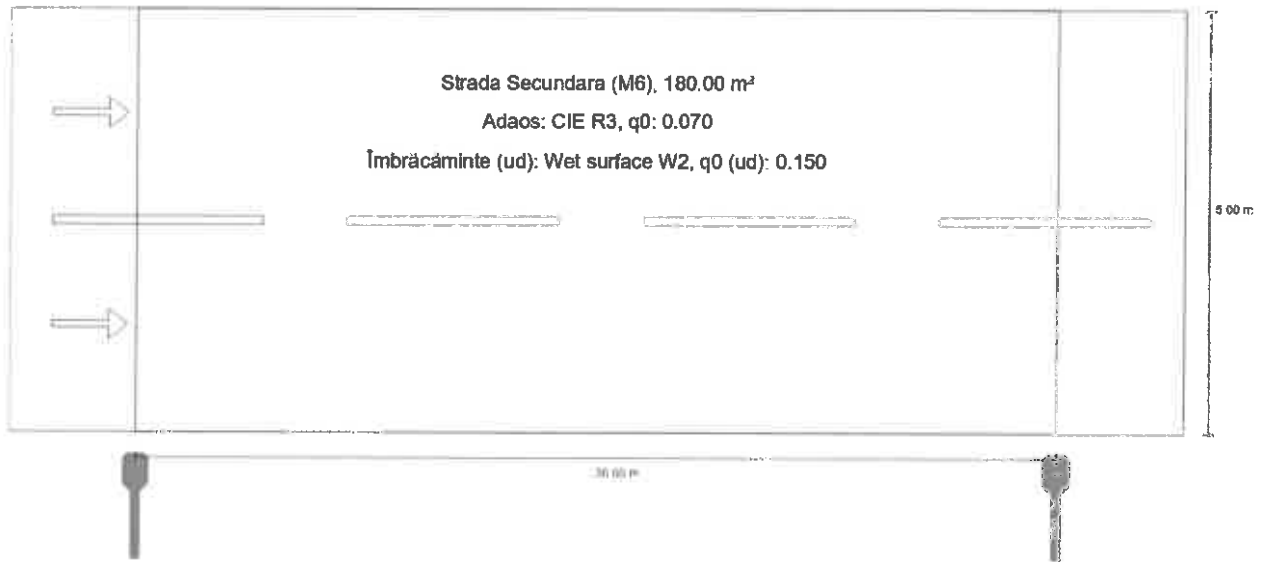 Strada Secundara (M6), 180.00 m²
Adaos: CIE R3, q0: 0.070
Îmbrăcăminte (ud): Wet surface W2, q0 (ud): 0.150
5.00 m
36.00 m